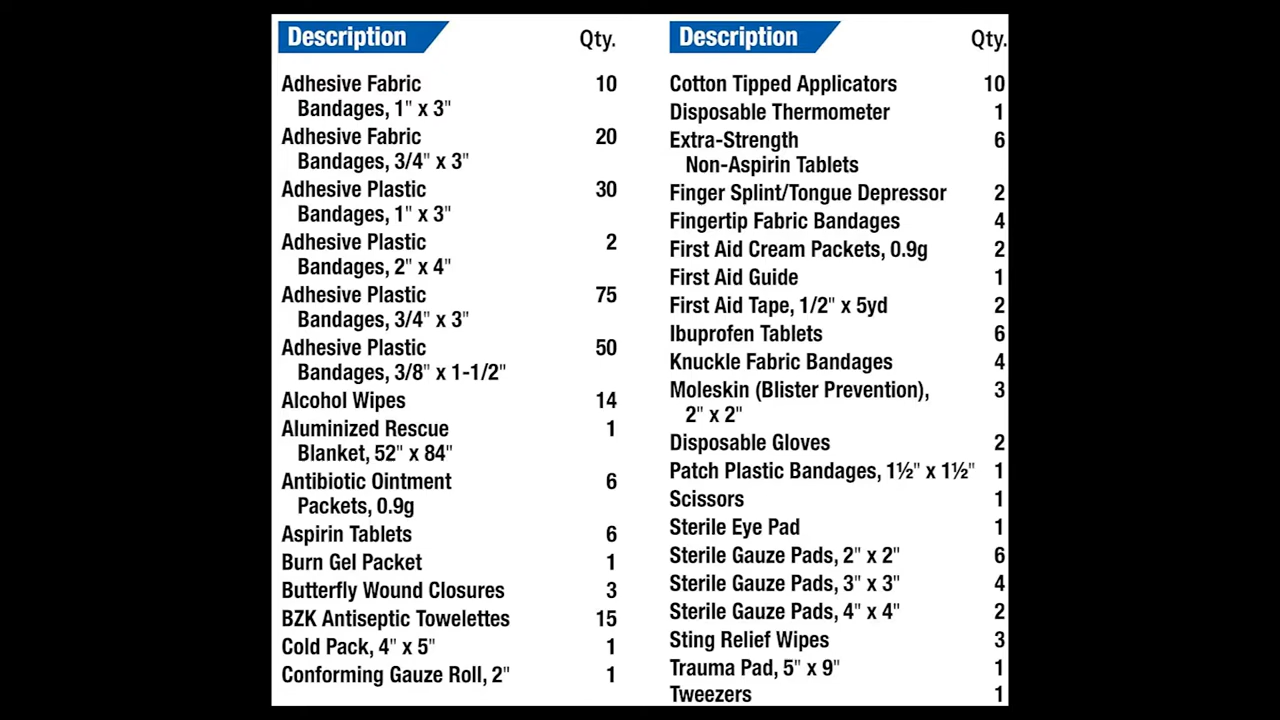 Description Qty.
Adhesive Fabric 10
Bandages, 1" x 3"
Adhesive Fabric 20
Bandages, 3/4" x 3"
Adhesive Plastic 30
Bandages, 1" x 3"
Adhesive Plastic 2
Bandages, 2" x 4"
Adhesive Plastic 75
Bandages, 3/4" x 3"
Adhesive Plastic 50
Bandages, 3/8" x 1-1/2"
Alcohol Wipes 14
Aluminized Rescue 1
Blanket, 52" x 84"
Antibiotic Ointment 6
Packets, 0.9g
Aspirin Tablets 6
Burn Gel Packet 1
Butterfly Wound Closures 3
BZK Antiseptic Towelettes 15
Cold Pack, 4" x 5" 1
Conforming Gauze Roll, 2" 1
Description Qty.
Cotton Tipped Applicators 10
Disposable Thermometer 1
Extra-Strength 6
Non-Aspirin Tablets
Finger Splint/Tongue Depressor 2
Fingertip Fabric Bandages 4
First Aid Cream Packets, 0.9g 2
First Aid Guide 1
First Aid Tape, 1/2" x 5yd 2
Ibuprofen Tablets 6
Knuckle Fabric Bandages 4
Moleskin (Blister Prevention), 3
2" x 2"
Disposable Gloves 2
Patch Plastic Bandages, 1½" x 1½" 1
Scissors 1
Sterile Eye Pad 1
Sterile Gauze Pads, 2" x 2" 6
Sterile Gauze Pads, 3" x 3" 4
Sterile Gauze Pads, 4" x 4" 2
Sting Relief Wipes 3
Trauma Pad, 5" x 9" 1
Tweezers 1